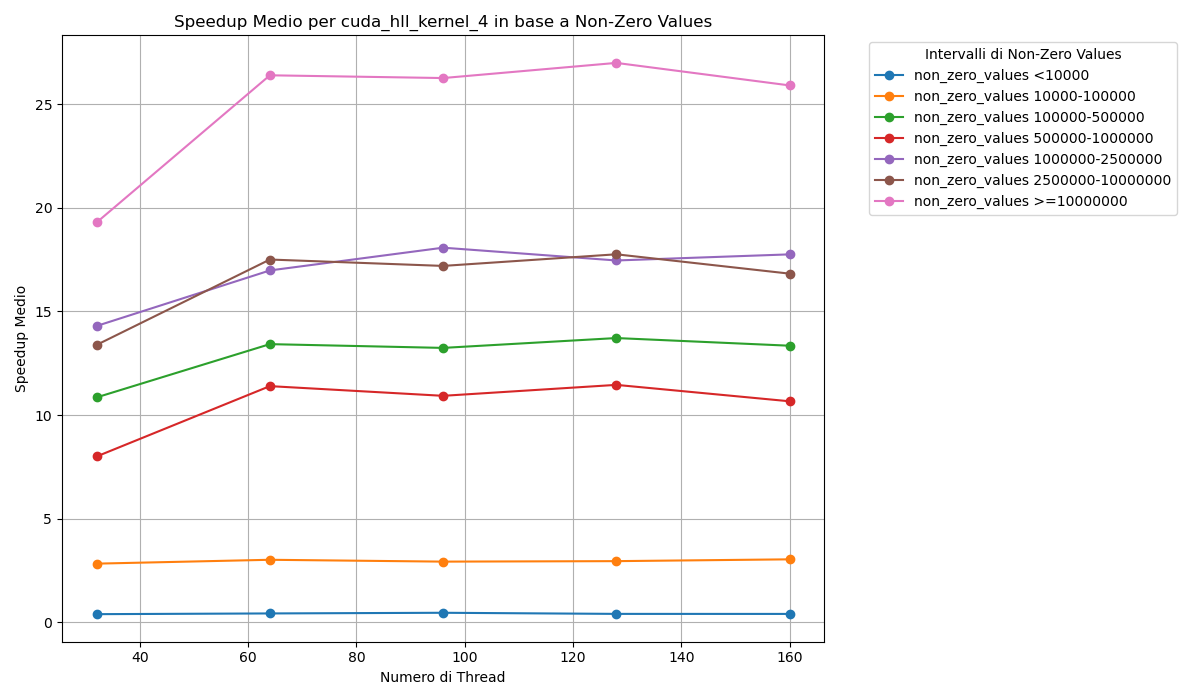 Speedup Medio per cuda_hll_kernel_4 in base a Non-Zero Values
Speedup Medio
25
20
15
10
5
0
40
60
80
100
120
140
160
Numero di Thread
Intervalli di Non-Zero Values
non_zero_values <10000
non_zero_values 10000-100000
non_zero_values 100000-500000
non_zero_values 500000-1000000
non_zero_values 1000000-2500000
non_zero_values 2500000-10000000
non_zero_values >=10000000